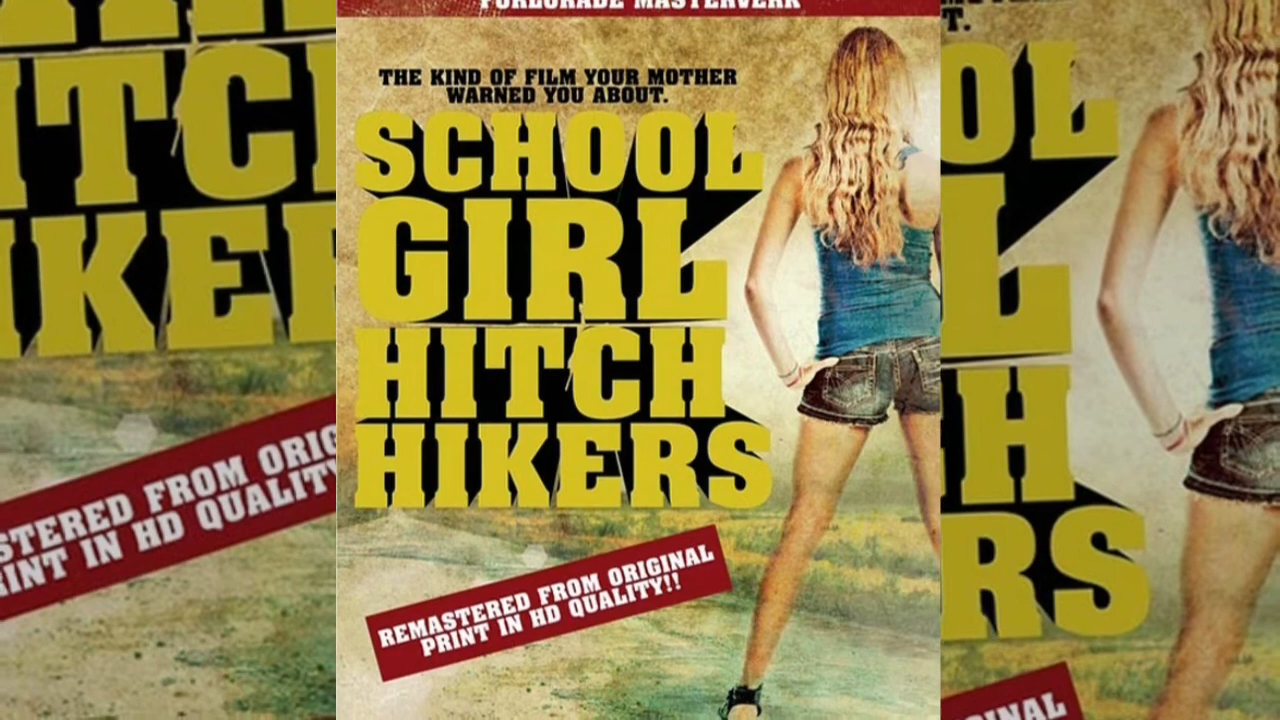 THE KIND OF FILM YOUR MOTHER
WARNED YOU ABOUT.
SCHOOL
GIRL
HITCH
HIKERS
REMASTERED FROM ORIGINAL
PRINT IN HD QUALITY!!